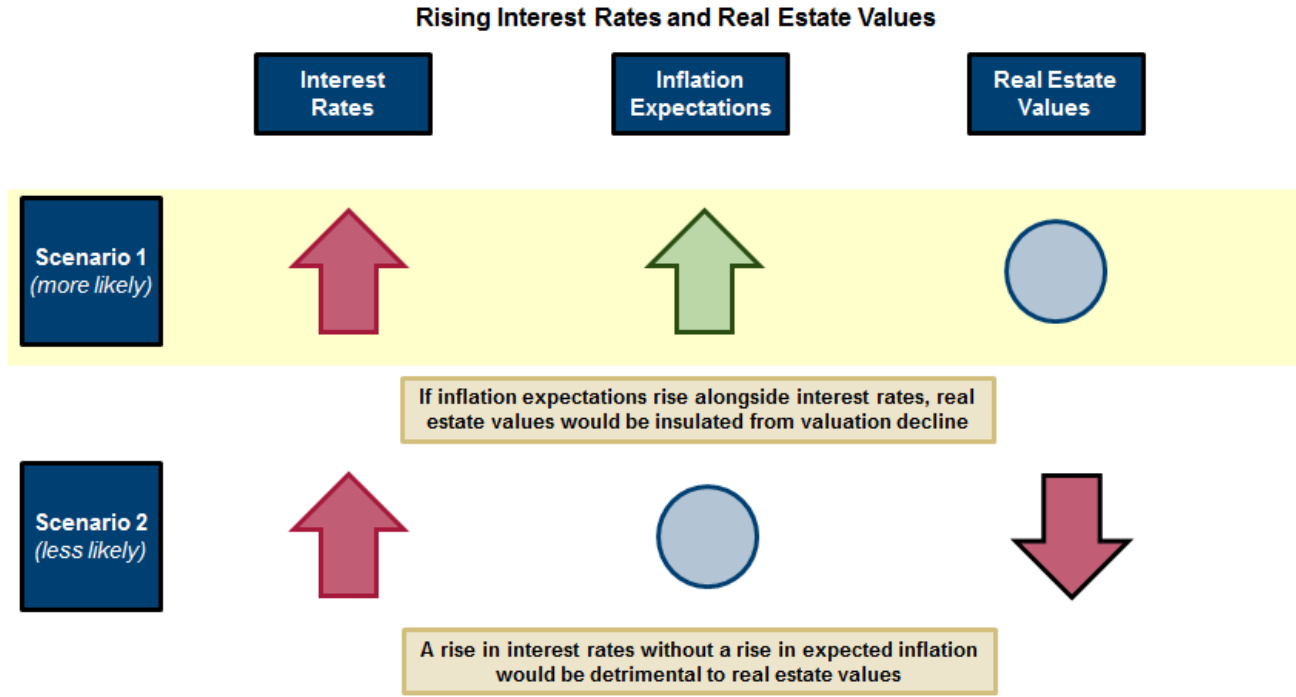 Rising Interest Rates and Real Estate Values
Interest
Rates
Inflation
Expectations
Real Estate
Values
Scenario 1
(more likely)
If inflation expectations rise alongside interest rates, real
estate values would be insulated from valuation decline
Scenario 2
(less likely)
A rise in interest rates without a rise in expected inflation
would be detrimental to real estate values